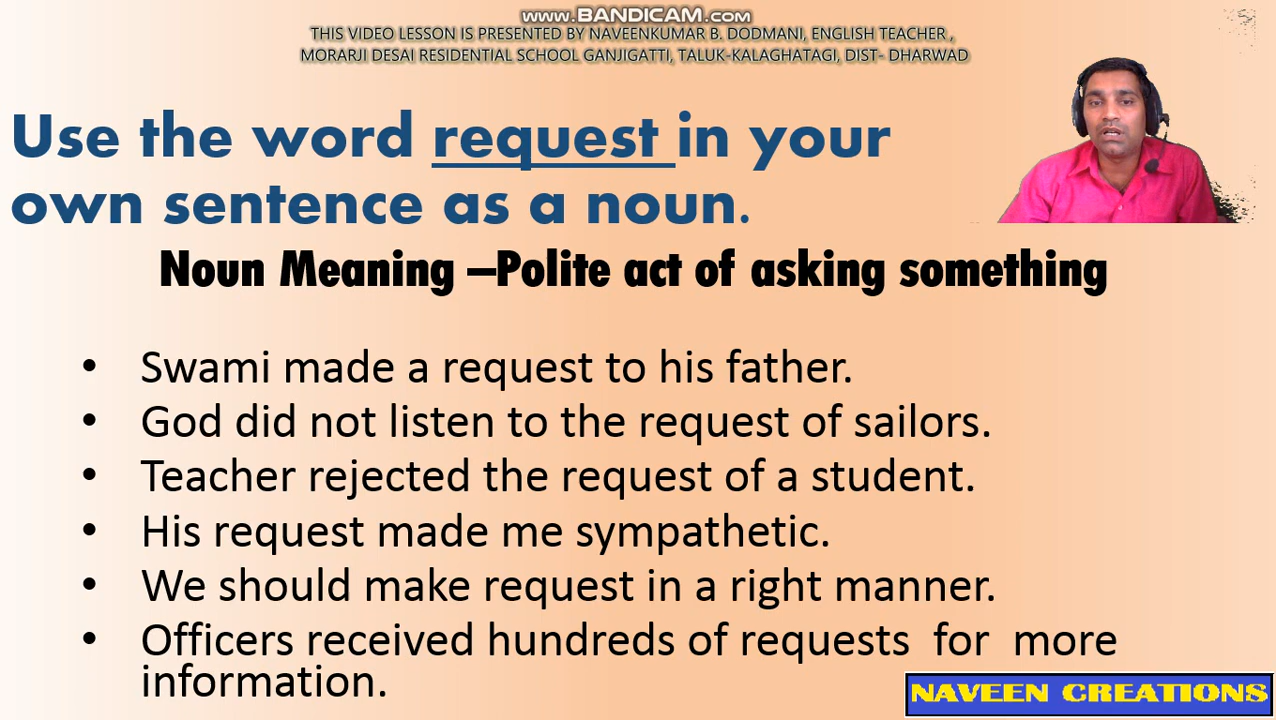 www.BANDICAM.com
THIS VIDEO LESSON IS PRESENTED BY NAVEENKUMAR B. DODMANI, ENGLISH TEACHER ,
MORARJI DESAI RESIDENTIAL SCHOOL GANJIGATTI, TALUK-KALAGHATAGI, DIST- DHARWAD
Use the word request in your
own sentence as a noun.
Noun Meaning –Polite act of asking something
• Swami made a request to his father.
• God did not listen to the request of sailors.
• Teacher rejected the request of a student.
• His request made me sympathetic.
• We should make request in a right manner.
• Officers received hundreds of requests for more
information.
NAVEEN CREATIONS